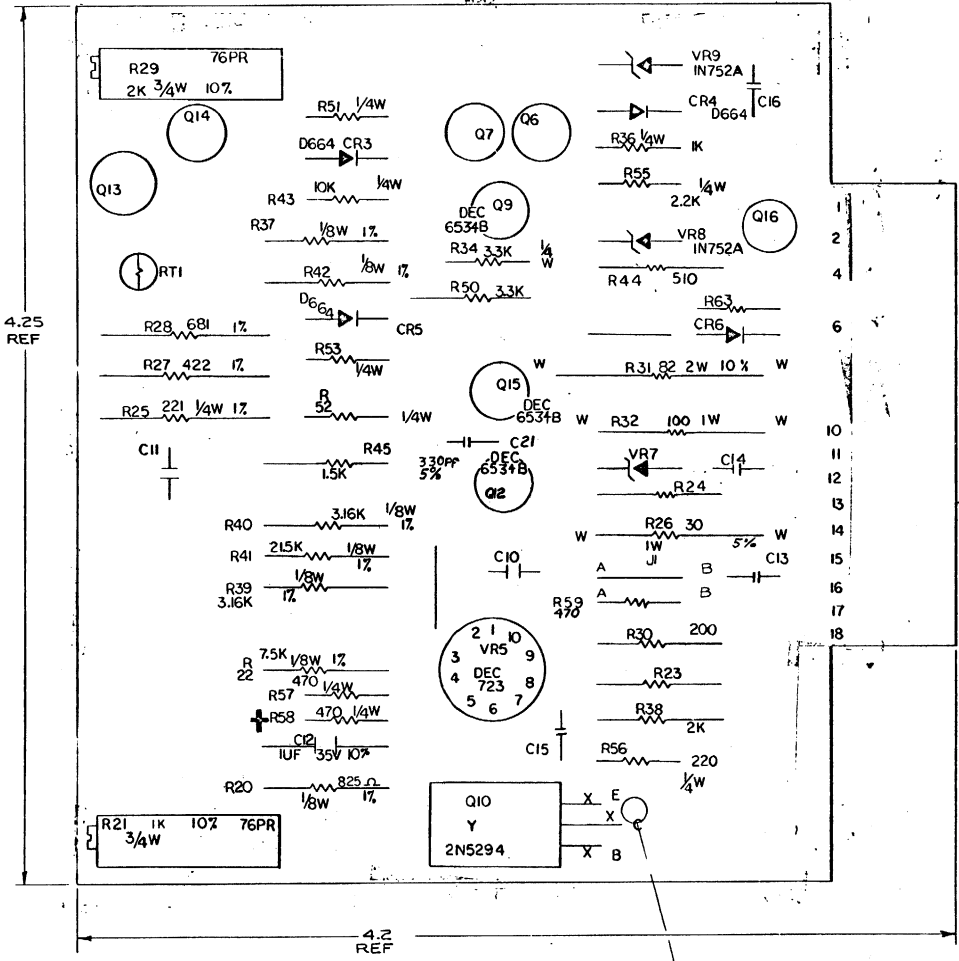 76PR
R29
2K 3/4W 10%
Q14
Q13
RT1
R28 681 1%
R27 422 1%
R25 221 1/4W 1%
C11
R51 1/4W
D664 CR3
10K 1/4W
R43
R37
1/8W 1%
R42 1/8W 1%
D664
CR5
R53
1/4W
R
52 1/4W
R45
1.5K
R40 3.16K 1/8W
1%
R41 21.5K 1/8W
1%
R39 1/8W
3.16K 1%
R 7.5K 1/8W 1%
22
470
R57 1/4W
R58 470 1/4W
C12
1UF 35V 10%
R20 825Ω
1/8W 1%
R21 1K 10% 76PR
3/4W
Q7 Q6
Q9
DEC
6534B
R34 3.3K 1/4
W
R50 3.3K
Q15
DEC
6534B
C21
330PF
5%
DEC
6534B
Q12
C10
2 1 10
3 VR5 9
4 DEC 8
723
5 6 7
C15
Q10
Y
2N5294
X E
X C
X B
VR9
1N752A
CR4
D664
C16
R36 1/4W 1K
R55
1/4W
2.2K
Q16
VR8
1N752A
R44 510
R63
CR6
W R31 82 2W 10% W
W R32 100 1W W
VR7 C14
R24
W R26 30 W
1W 5%
J1
A B
C13
A B
R59
470
R30 200
R23
R38
2K
R56 220
1/4W
1
2
4
6
10
11
12
13
14
15
16
17
18
4.25
REF
4.2
REF